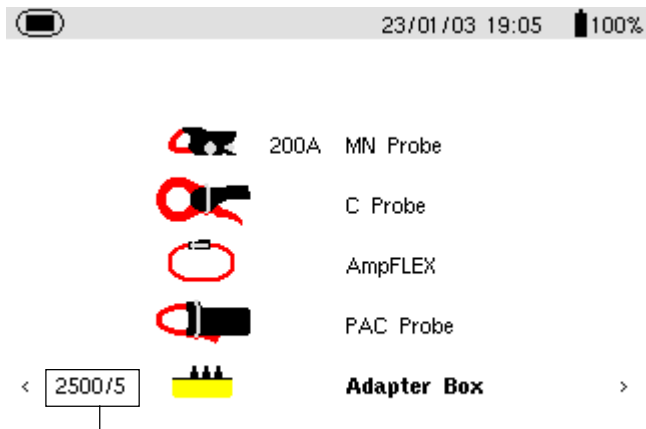 23/01/03 19:05 100%
200A MN Probe
C Probe
AmpFLEX
PAC Probe
< 2500/5 Adapter Box >